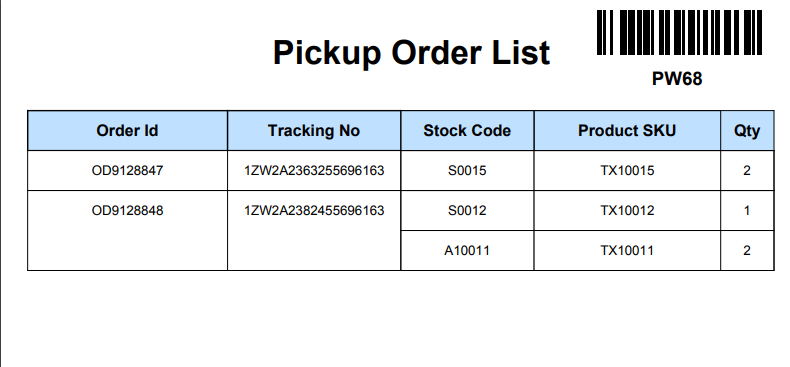 Pickup Order List
PW68
Order Id Tracking No Stock Code Product SKU Qty
OD9128847 1ZW2A2363255696163 S0015 TX10015 2
OD9128848 1ZW2A2382455696163 S0012 TX10012 1
A10011 TX10011 2